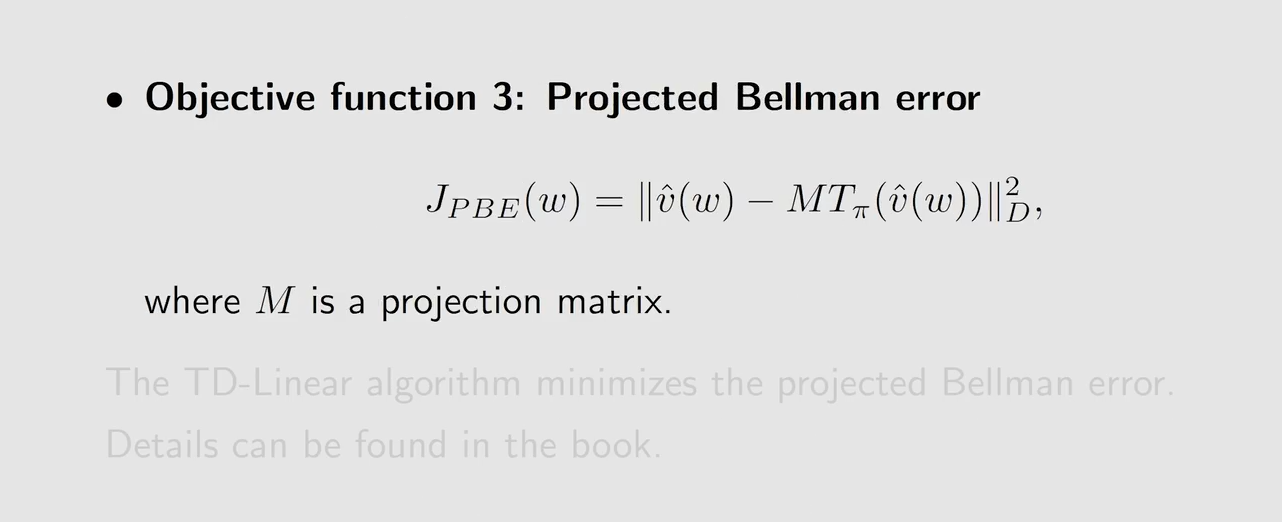 • Objective function 3: Projected Bellman error
$J_{PBE}(w) = \|\hat{v}(w) - MT_{\pi}(\hat{v}(w))\|_D^2,$
where $M$ is a projection matrix.
The TD-Linear algorithm minimizes the projected Bellman error.
Details can be found in the book.